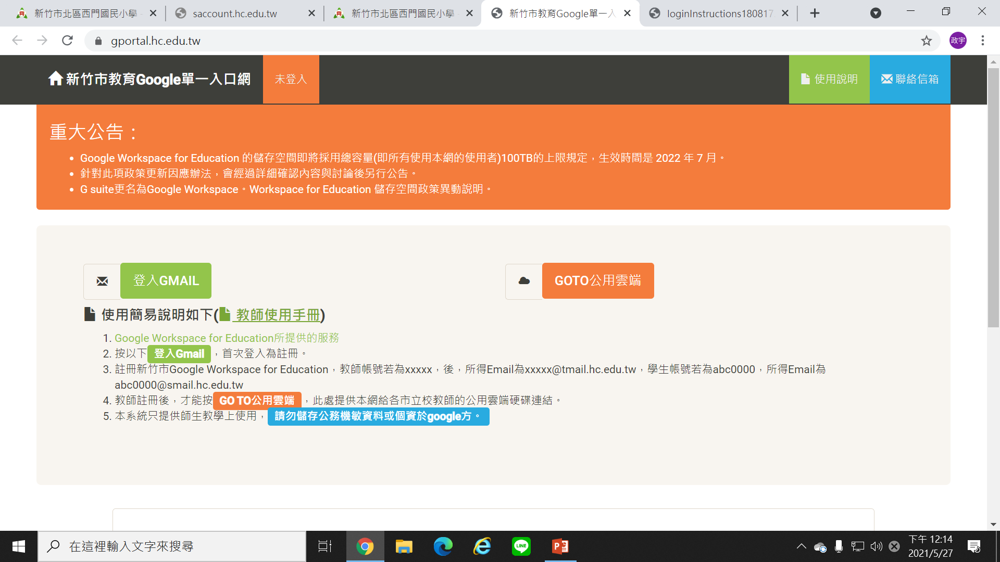 新竹市北區西門國民小學 -
saccount.hc.edu.tw
新竹市北區西門國民小學 -
新竹市教育Google單一入
loginInstructions180817
gportal.hc.edu.tw
政宇
新竹市教育Google單一入口網
未登入
使用說明
聯絡信箱
重大公告：
• Google Workspace for Education 的儲存空間即將採用總容量(即所有使用本網的使用者)100TB的上限規定，生效時間是 2022 年 7 月。
• 針對此項政策更新因應辦法，會經過詳細確認內容與討論後另行公告。
• G suite更名為Google Workspace。Workspace for Education 儲存空間政策異動說明。
登入GMAIL
GOTO公用雲端
使用簡易說明如下( 教師使用手冊)
1. Google Workspace for Education所提供的服務
2. 按以下 登入Gmail ，首次登入為註冊。
3. 註冊新竹市Google Workspace for Education，教師帳號若為xxxxx，後，所得Email為xxxxx@tmail.hc.edu.tw，學生帳號若為abc0000，所得Email為
abc0000@smail.hc.edu.tw
4. 教師註冊後，才能按 GO TO公用雲端 ，此處提供本網給各市立校教師的公用雲端硬碟連結。
5. 本系統只提供師生教學上使用， 請勿儲存公務機敏資料或個資於google方。
在這裡輸入文字來搜尋
LINE
下午 12:14
2021/5/27